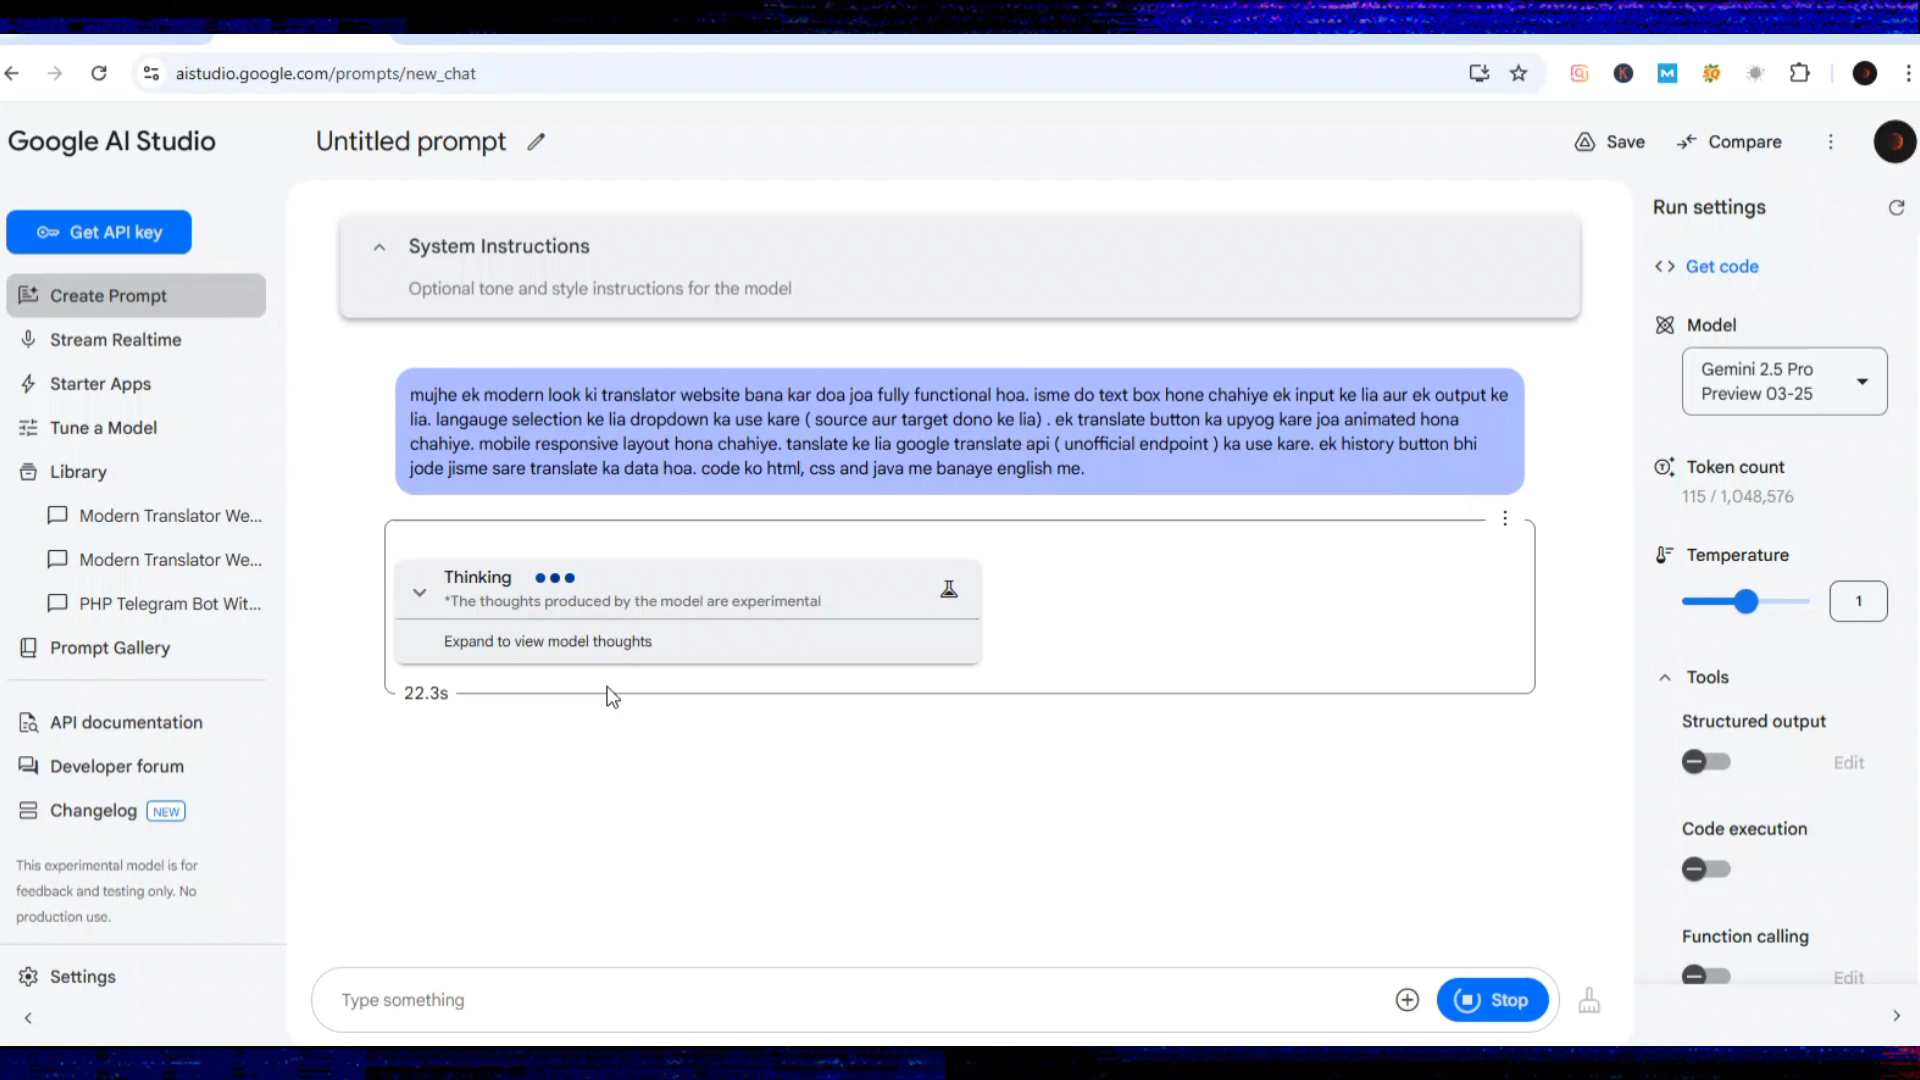 aistudio.google.com/prompts/new_chat
Google AI Studio
Untitled prompt
Save
Compare
Get API key
Create Prompt
Stream Realtime
Starter Apps
Tune a Model
Library
Modern Translator We...
Modern Translator We...
PHP Telegram Bot Wit...
Prompt Gallery
API documentation
Developer forum
Changelog NEW
This experimental model is for
feedback and testing only. No
production use.
Settings
System Instructions
Optional tone and style instructions for the model
mujhe ek modern look ki translator website bana kar doa joa fully functional hoa. isme do text box hone chahiye ek input ke lia aur ek output ke
lia. langauge selection ke lia dropdown ka use kare ( source aur target dono ke lia) . ek translate button ka upyog kare joa animated hona
chahiye. mobile responsive layout hona chahiye. tanslate ke lia google translate api ( unofficial endpoint ) ka use kare. ek history button bhi
jode jisme sare translate ka data hoa. code ko html, css and java me banaye english me.
Thinking
*The thoughts produced by the model are experimental
Expand to view model thoughts
22.3s
Type something
Stop
Run settings
Get code
Model
Gemini 2.5 Pro
Preview 03-25
Token count
115 / 1,048,576
Temperature
1
Tools
Structured output
Edit
Code execution
Function calling
Edit